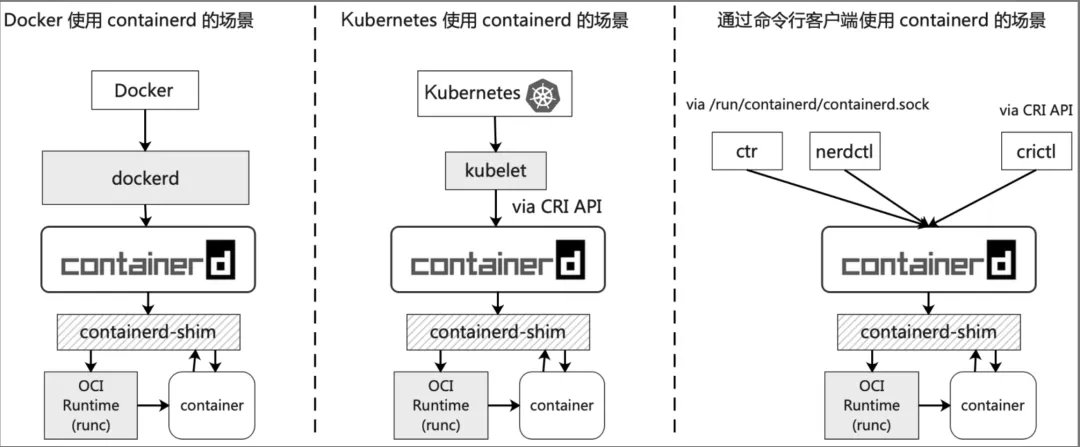 Docker 使用 containerd 的场景
Docker
dockerd
containerd
containerd-shim
OCI
Runtime
(runc)
container
Kubernetes 使用 containerd 的场景
Kubernetes
kubelet
via CRI API
containerd
containerd-shim
OCI
Runtime
(runc)
container
通过命令行客户端使用 containerd 的场景
via /run/containerd/containerd.sock
via CRI API
ctr
nerdctl
crictl
containerd
containerd-shim
OCI
Runtime
(runc)
container